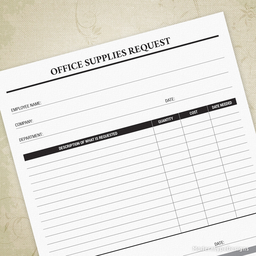 OFFICE SUPPLIES REQUEST
EMPLOYEE NAME: DATE:
COMPANY:
DEPARTMENT:
DESCRIPTION OF WHAT IS REQUESTED QUANTITY COST DATE NEEDED
DATE: